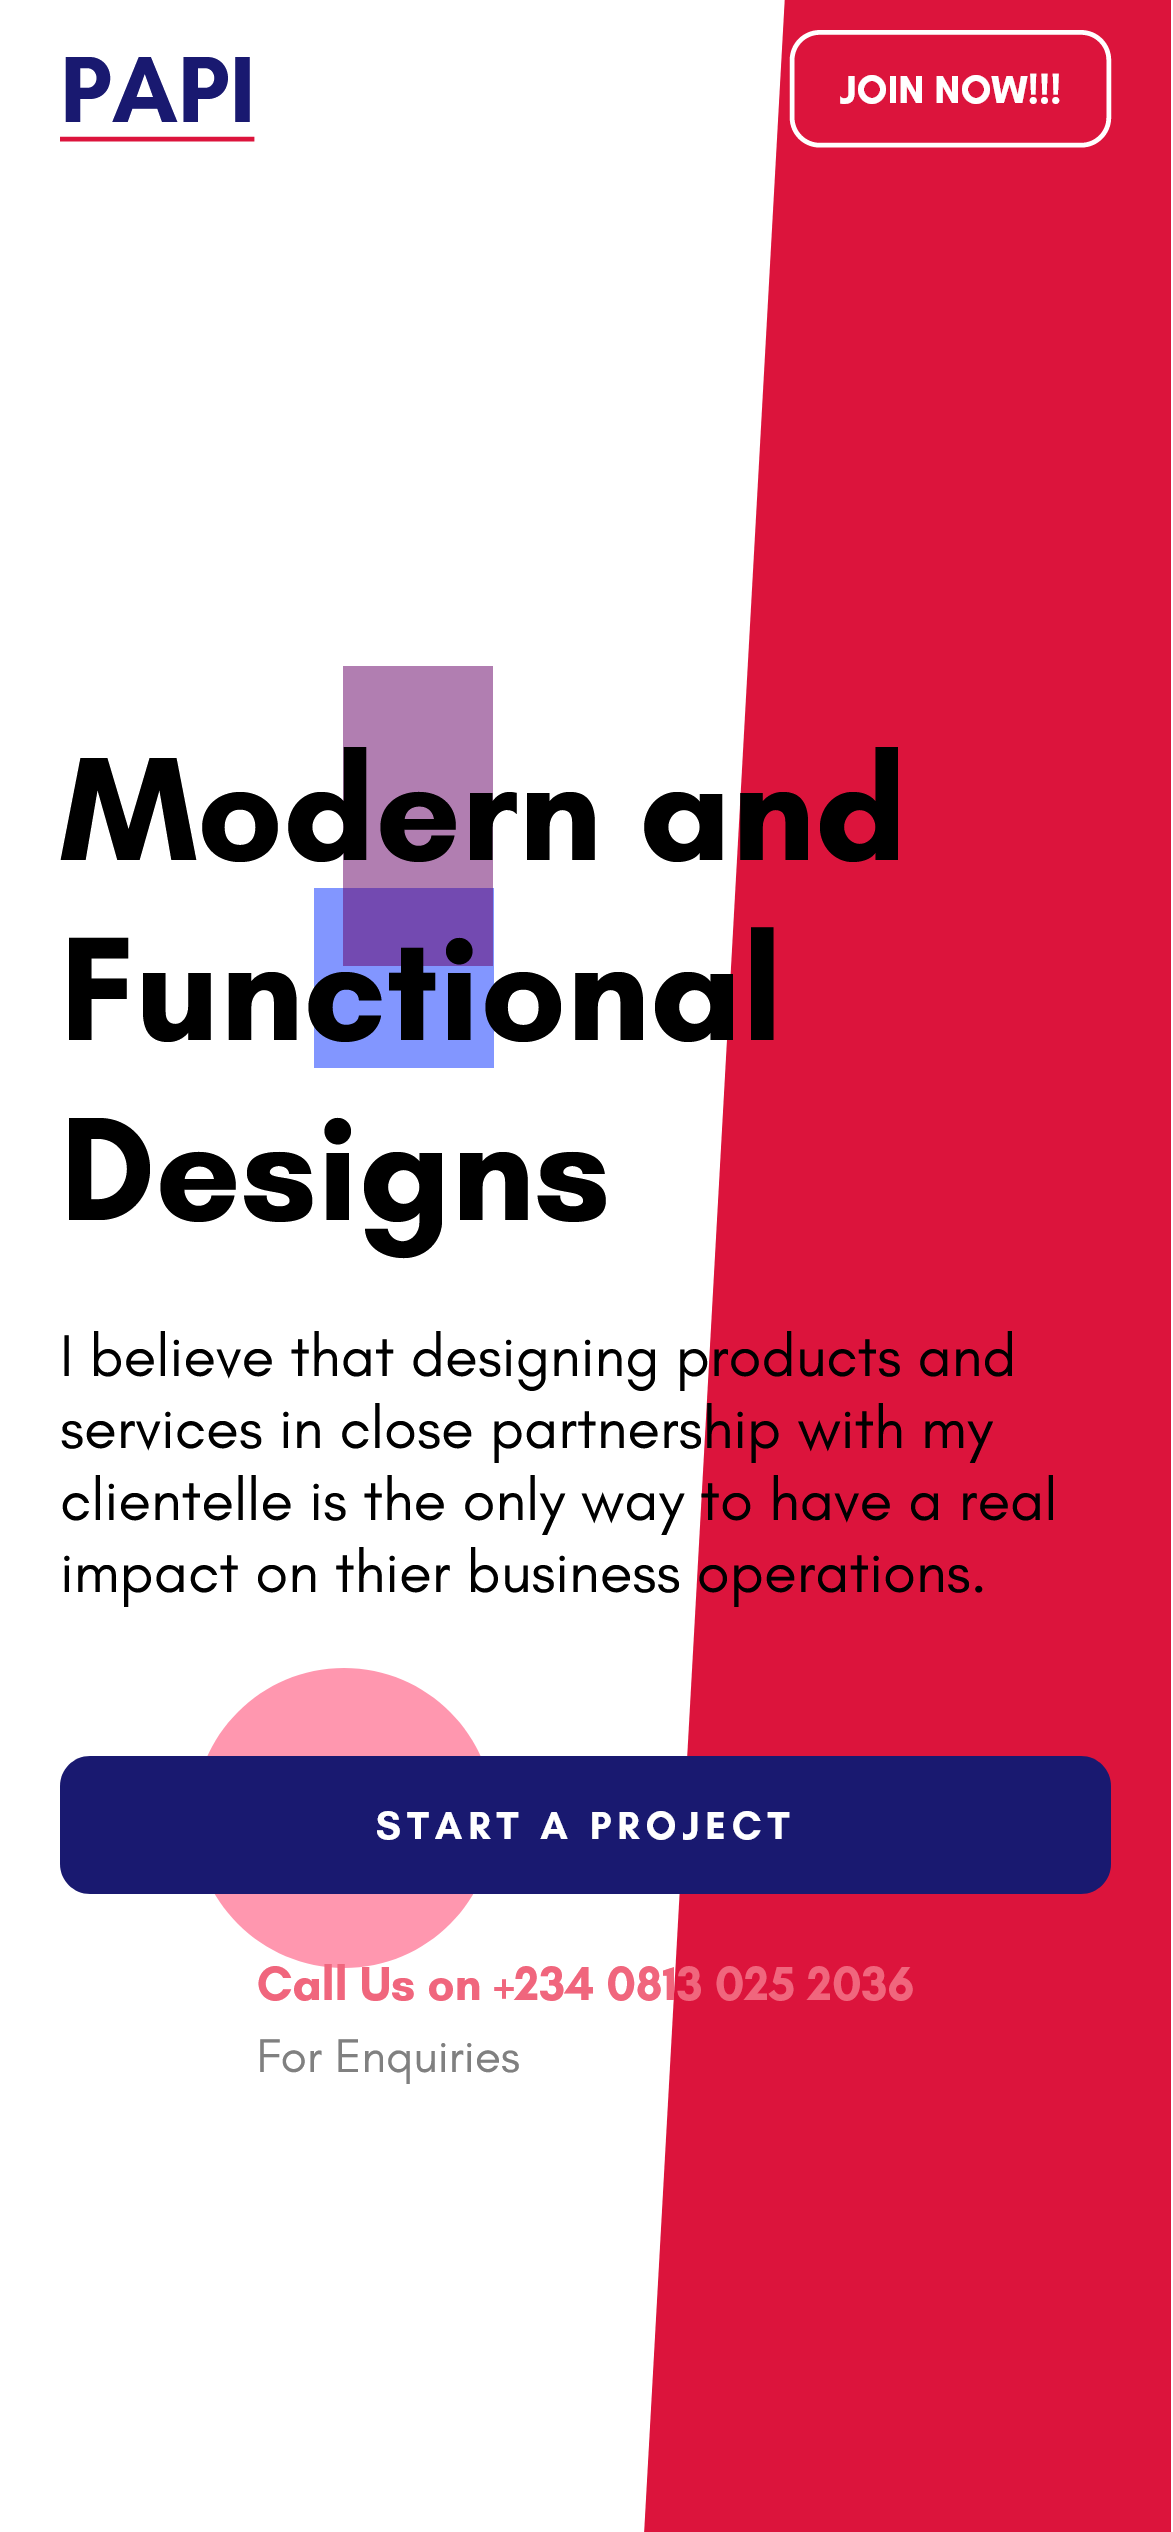 PAPI
JOIN NOW!!!
Modern and
Functional
Designs
I believe that designing products and
services in close partnership with my
clientelle is the only way to have a real
impact on thier business operations.
START A PROJECT
Call Us on +234 0813 025 2036
For Enquiries